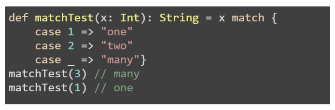 def matchTest(x: Int): String = x match {
    case 1 => "one"
    case 2 => "two"
    case _ => "many"}
matchTest(3) // many
matchTest(1) // one